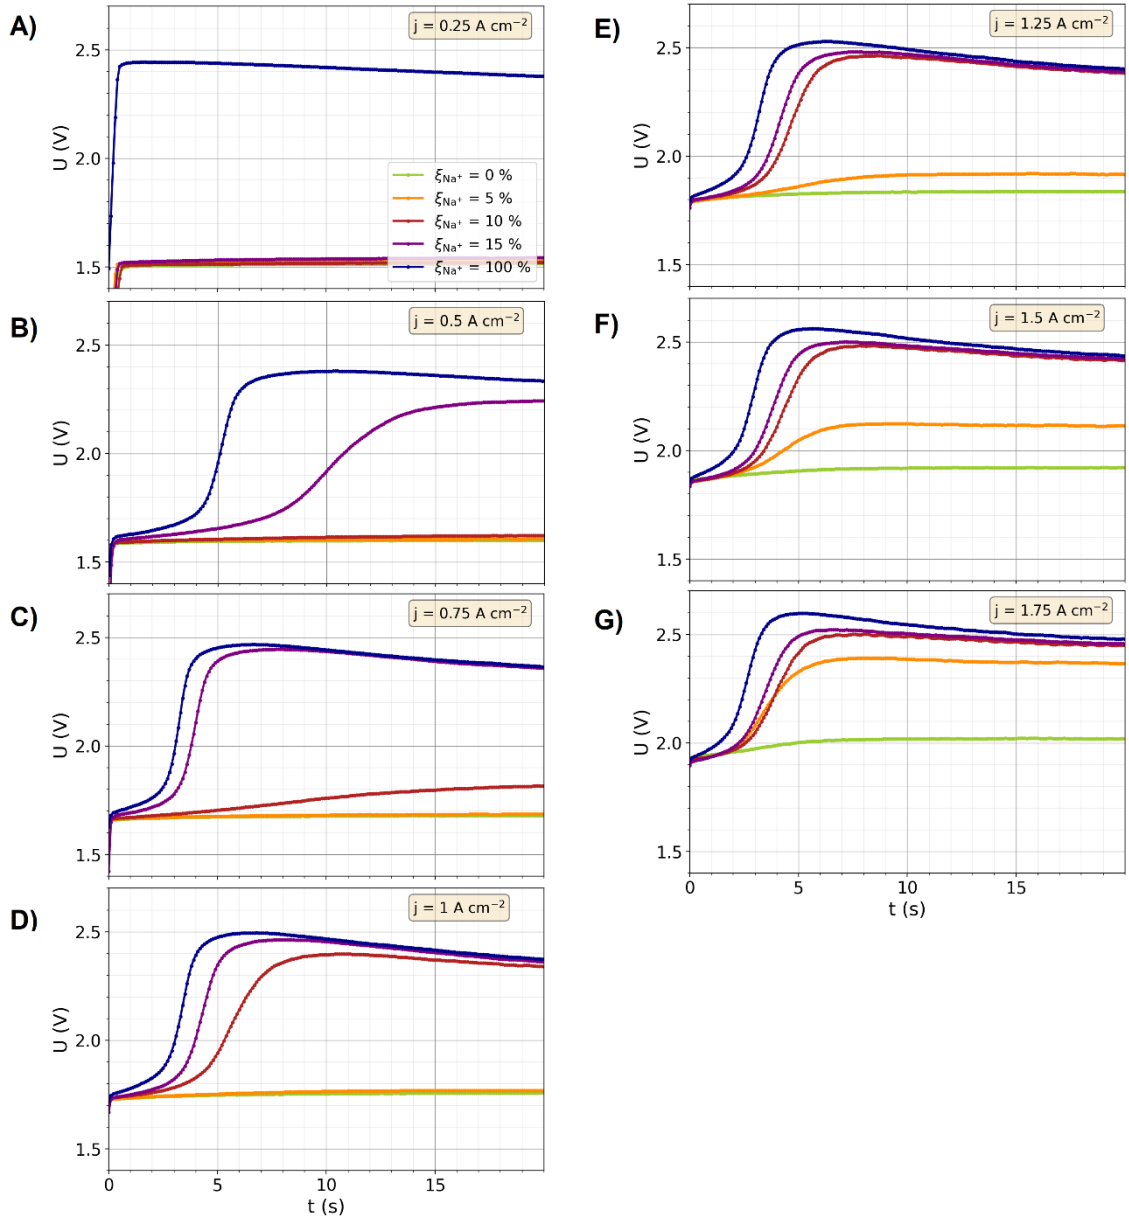 A)
j = 0.25 A cm⁻²
2.5
2.0
1.5
U (V)
ξNa⁺ = 0 %
ξNa⁺ = 5 %
ξNa⁺ = 10 %
ξNa⁺ = 15 %
ξNa⁺ = 100 %
B)
j = 0.5 A cm⁻²
2.5
2.0
1.5
U (V)
C)
j = 0.75 A cm⁻²
2.5
2.0
1.5
U (V)
D)
j = 1 A cm⁻²
2.5
2.0
1.5
U (V)
0 5 10 15
t (s)
E)
j = 1.25 A cm⁻²
2.5
2.0
1.5
U (V)
F)
j = 1.5 A cm⁻²
2.5
2.0
1.5
U (V)
G)
j = 1.75 A cm⁻²
2.5
2.0
1.5
U (V)
0 5 10 15
t (s)